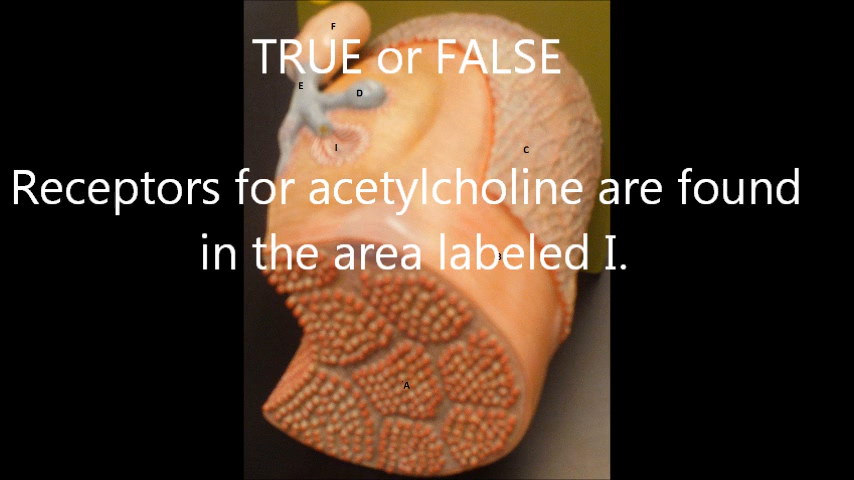 F
TRUE or FALSE
E
D
I
C
Receptors for acetylcholine are found
in the area labeled I.
B
A